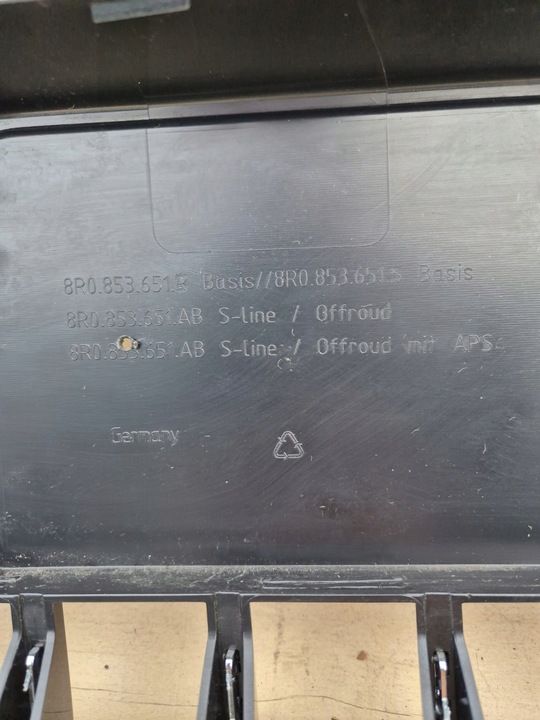 8R0.853.651.R Basis//8R0.853.651.S Basis
8R0.853.651.AB S-line / Offroud
8R0.853.651.AB S-line / Offroud mit APS
Germany